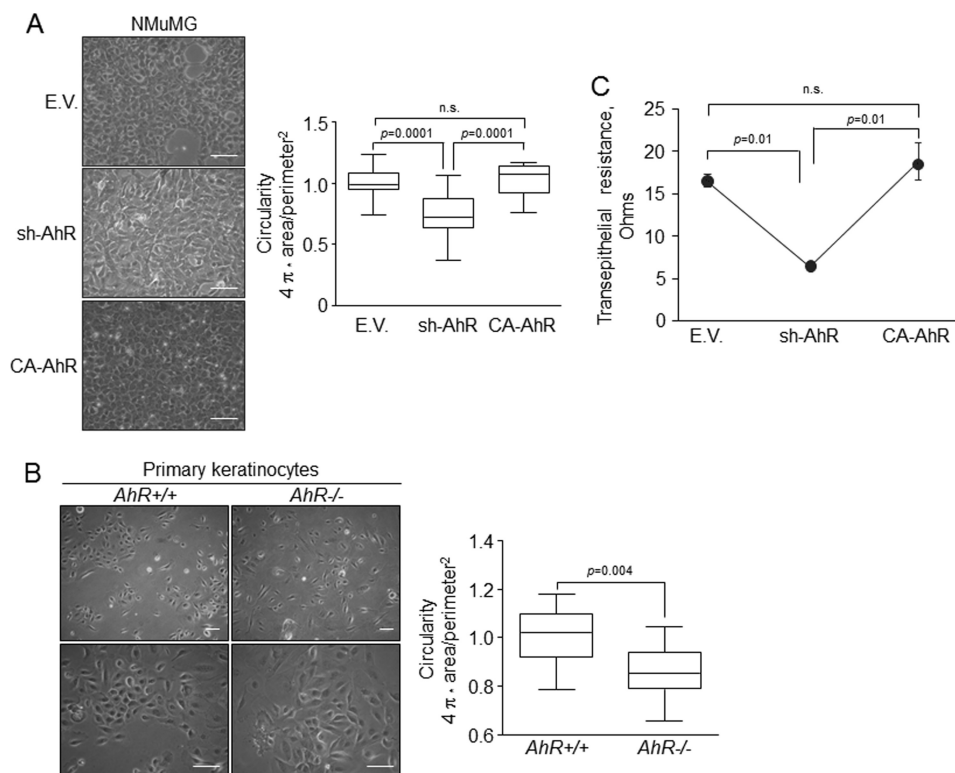 A
NMuMG
E.V.
sh-AhR
CA-AhR
Circularity
4 π • area/perimeter²
1.5
1.0
0.5
0
n.s.
p=0.0001
p=0.0001
E.V.
sh-AhR
CA-AhR
C
Transepithelial resistance,
Ohms
25
20
15
10
5
0
n.s.
p=0.01
p=0.01
E.V.
sh-AhR
CA-AhR
B
Primary keratinocytes
AhR+/+
AhR-/-
Circularity
4 π • area/perimeter²
1.4
1.2
1.0
0.8
0.6
p=0.004
AhR+/+
AhR-/-